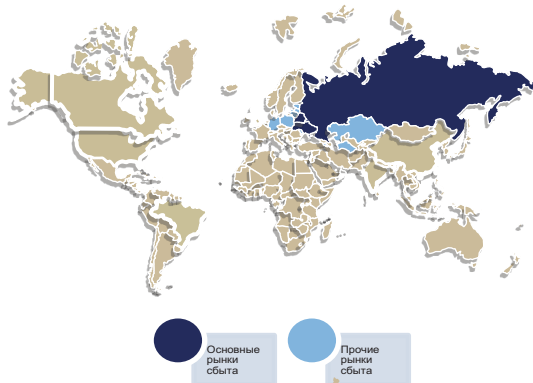 Основные
рынки
сбыта
Прочие
рынки
сбыта